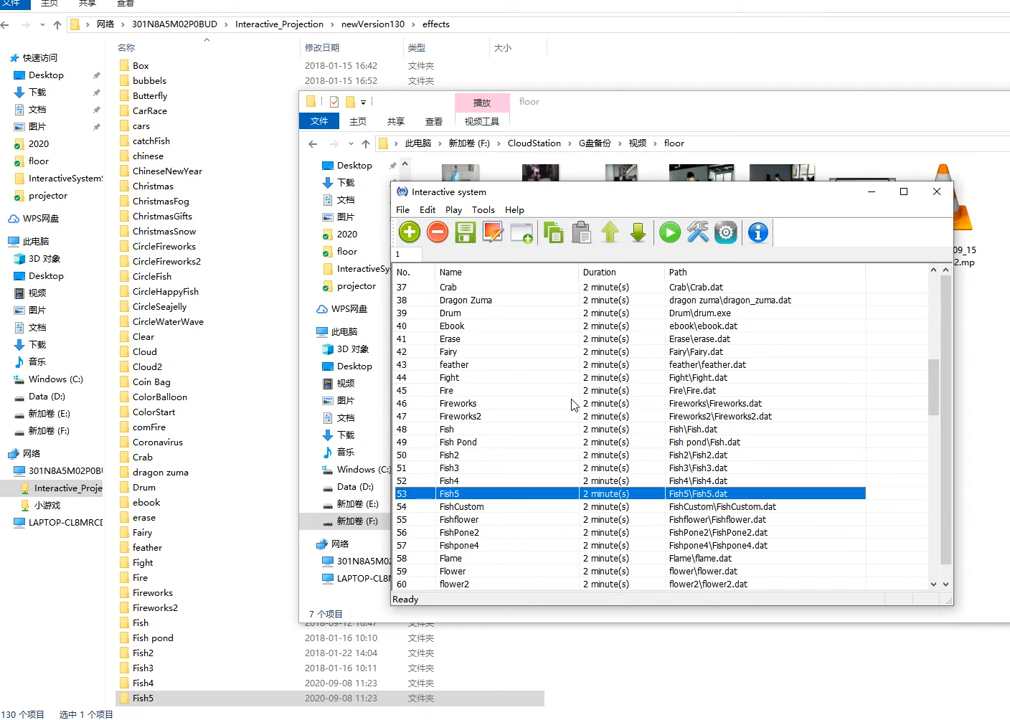 文件 主页 共享 查看
网络 › 301N8A5M02P0BUD › Interactive_Projection › newVersion130 › effects
名称 修改日期 类型 大小
快速访问
Desktop
下载
文档
图片
2020
floor
InteractiveSystem
projector
WPS网盘
此电脑
3D 对象
Desktop
视频
图片
文档
下载
音乐
Windows (C:)
Data (D:)
新加卷 (E:)
新加卷 (F:)
网络
301N8A5M02P0BU
Interactive_Proje
小游戏
LAPTOP-CL8MRCD
Box 2018-01-15 16:42 文件夹
bubbels 2018-01-15 16:52 文件夹
Butterfly
CarRace
cars
catchFish
chinese
ChineseNewYear
Christmas
ChristmasFog
ChristmasGifts
ChristmasSnow
CircleFireworks
CircleFireworks2
CircleFish
CircleHappyFish
CircleSeajelly
CircleWaterWave
Clear
Cloud
Cloud2
Coin Bag
ColorBalloon
ColorStart
comFire
Coronavirus
Crab
dragon zuma
Drum
ebook
erase
Fairy
feather
Fight
Fire
Fireworks
Fireworks2
Fish
Fish pond 2018-01-16 10:10 文件夹
Fish2 2018-01-22 14:04 文件夹
Fish3 2018-01-16 10:11 文件夹
Fish4 2020-09-08 11:23 文件夹
Fish5 2020-09-08 11:23 文件夹
130 个项目 选中 1 个项目
播放 floor
文件 主页 共享 查看 视频工具
此电脑 › 新加卷 (F:) › CloudStation › G盘备份 › 视频 › floor
Desktop
下载
文档
图片
2020
floor
InteractiveSy
projector
WPS网盘
此电脑
3D 对象
Desktop
视频
图片
文档
下载
音乐
Windows (C:
Data (D:)
新加卷 (E:)
新加卷 (F:)
网络
301N8A5M0
LAPTOP-CL8
7 个项目
09_15
2.mp
Interactive system
File Edit Play Tools Help
1
No. Name Duration Path
37 Crab 2 minute(s) Crab\Crab.dat
38 Dragon Zuma 2 minute(s) dragon zuma\dragon_zuma.dat
39 Drum 2 minute(s) Drum\drum.exe
40 Ebook 2 minute(s) ebook\ebook.dat
41 Erase 2 minute(s) Erase\erase.dat
42 Fairy 2 minute(s) Fairy\Fairy.dat
43 feather 2 minute(s) feather\feather.dat
44 Fight 2 minute(s) Fight\Fight.dat
45 Fire 2 minute(s) Fire\Fire.dat
46 Fireworks 2 minute(s) Fireworks\Fireworks.dat
47 Fireworks2 2 minute(s) Fireworks2\Fireworks2.dat
48 Fish 2 minute(s) Fish\Fish.dat
49 Fish Pond 2 minute(s) Fish pond\Fish.dat
50 Fish2 2 minute(s) Fish2\Fish2.dat
51 Fish3 2 minute(s) Fish3\Fish3.dat
52 Fish4 2 minute(s) Fish4\Fish4.dat
53 Fish5 2 minute(s) Fish5\Fish5.dat
54 FishCustom 2 minute(s) FishCustom\FishCustom.dat
55 Fishflower 2 minute(s) Fishflower\Fishflower.dat
56 FishPone2 2 minute(s) FishPone2\FishPone2.dat
57 Fishpone4 2 minute(s) Fishpone4\Fishpone4.dat
58 Flame 2 minute(s) Flame\flame.dat
59 Flower 2 minute(s) flower\flower.dat
60 flower2 2 minute(s) flower2\flower2.dat
Ready